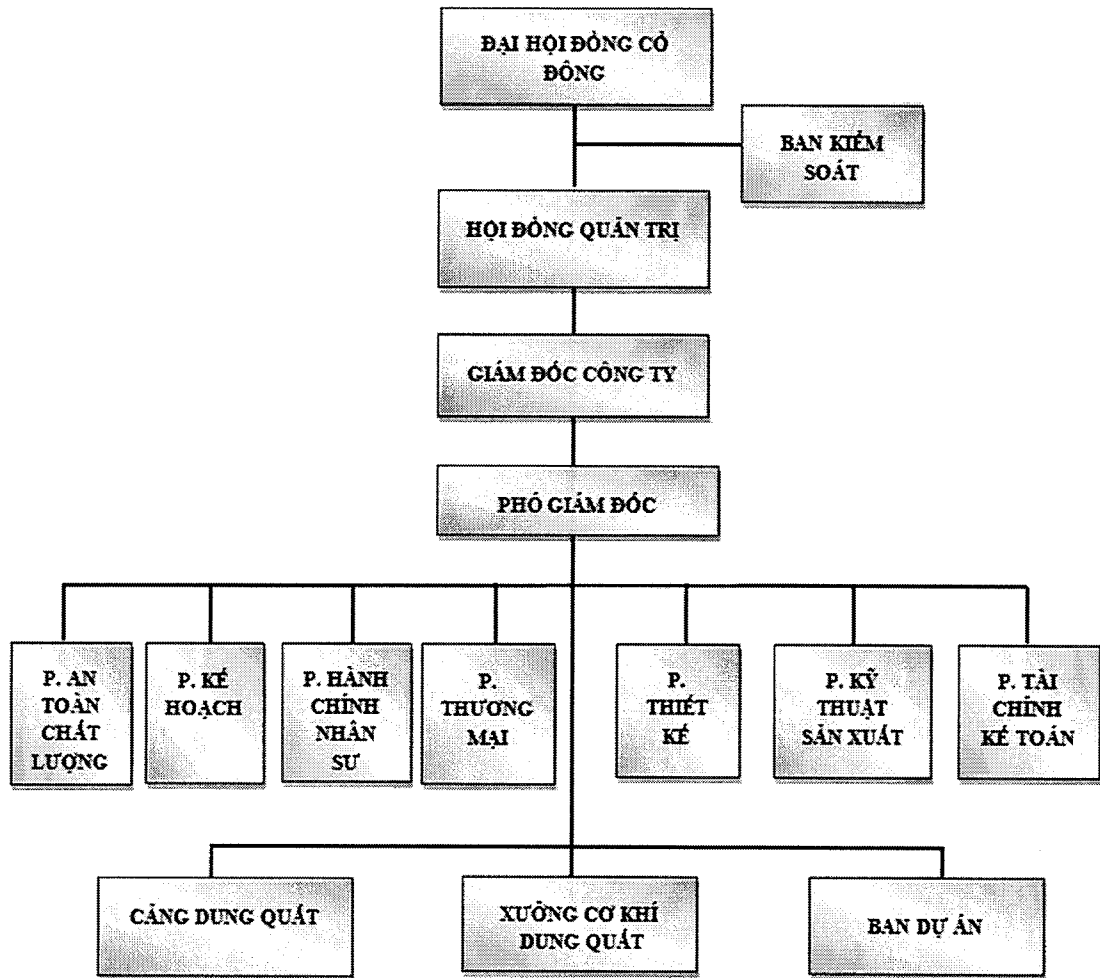 ĐẠI HỘI ĐỒNG CỔ
ĐÔNG
BAN KIỂM
SOÁT
HỘI ĐỒNG QUẢN TRỊ
GIÁM ĐỐC CÔNG TY
PHÓ GIÁM ĐỐC
P. AN
TOÀN
CHẤT
LƯỢNG
P. KẾ
HOẠCH
P. HÀNH
CHÍNH
NHÂN
SƯ
P.
THƯƠNG
MẠI
P.
THIẾT
KẾ
P. KỸ
THUẬT
SẢN XUẤT
P. TÀI
CHÍNH
KẾ TOÁN
CẢNG DUNG QUẤT
XƯỞNG CƠ KHÍ
DUNG QUẤT
BAN DỰ ÁN